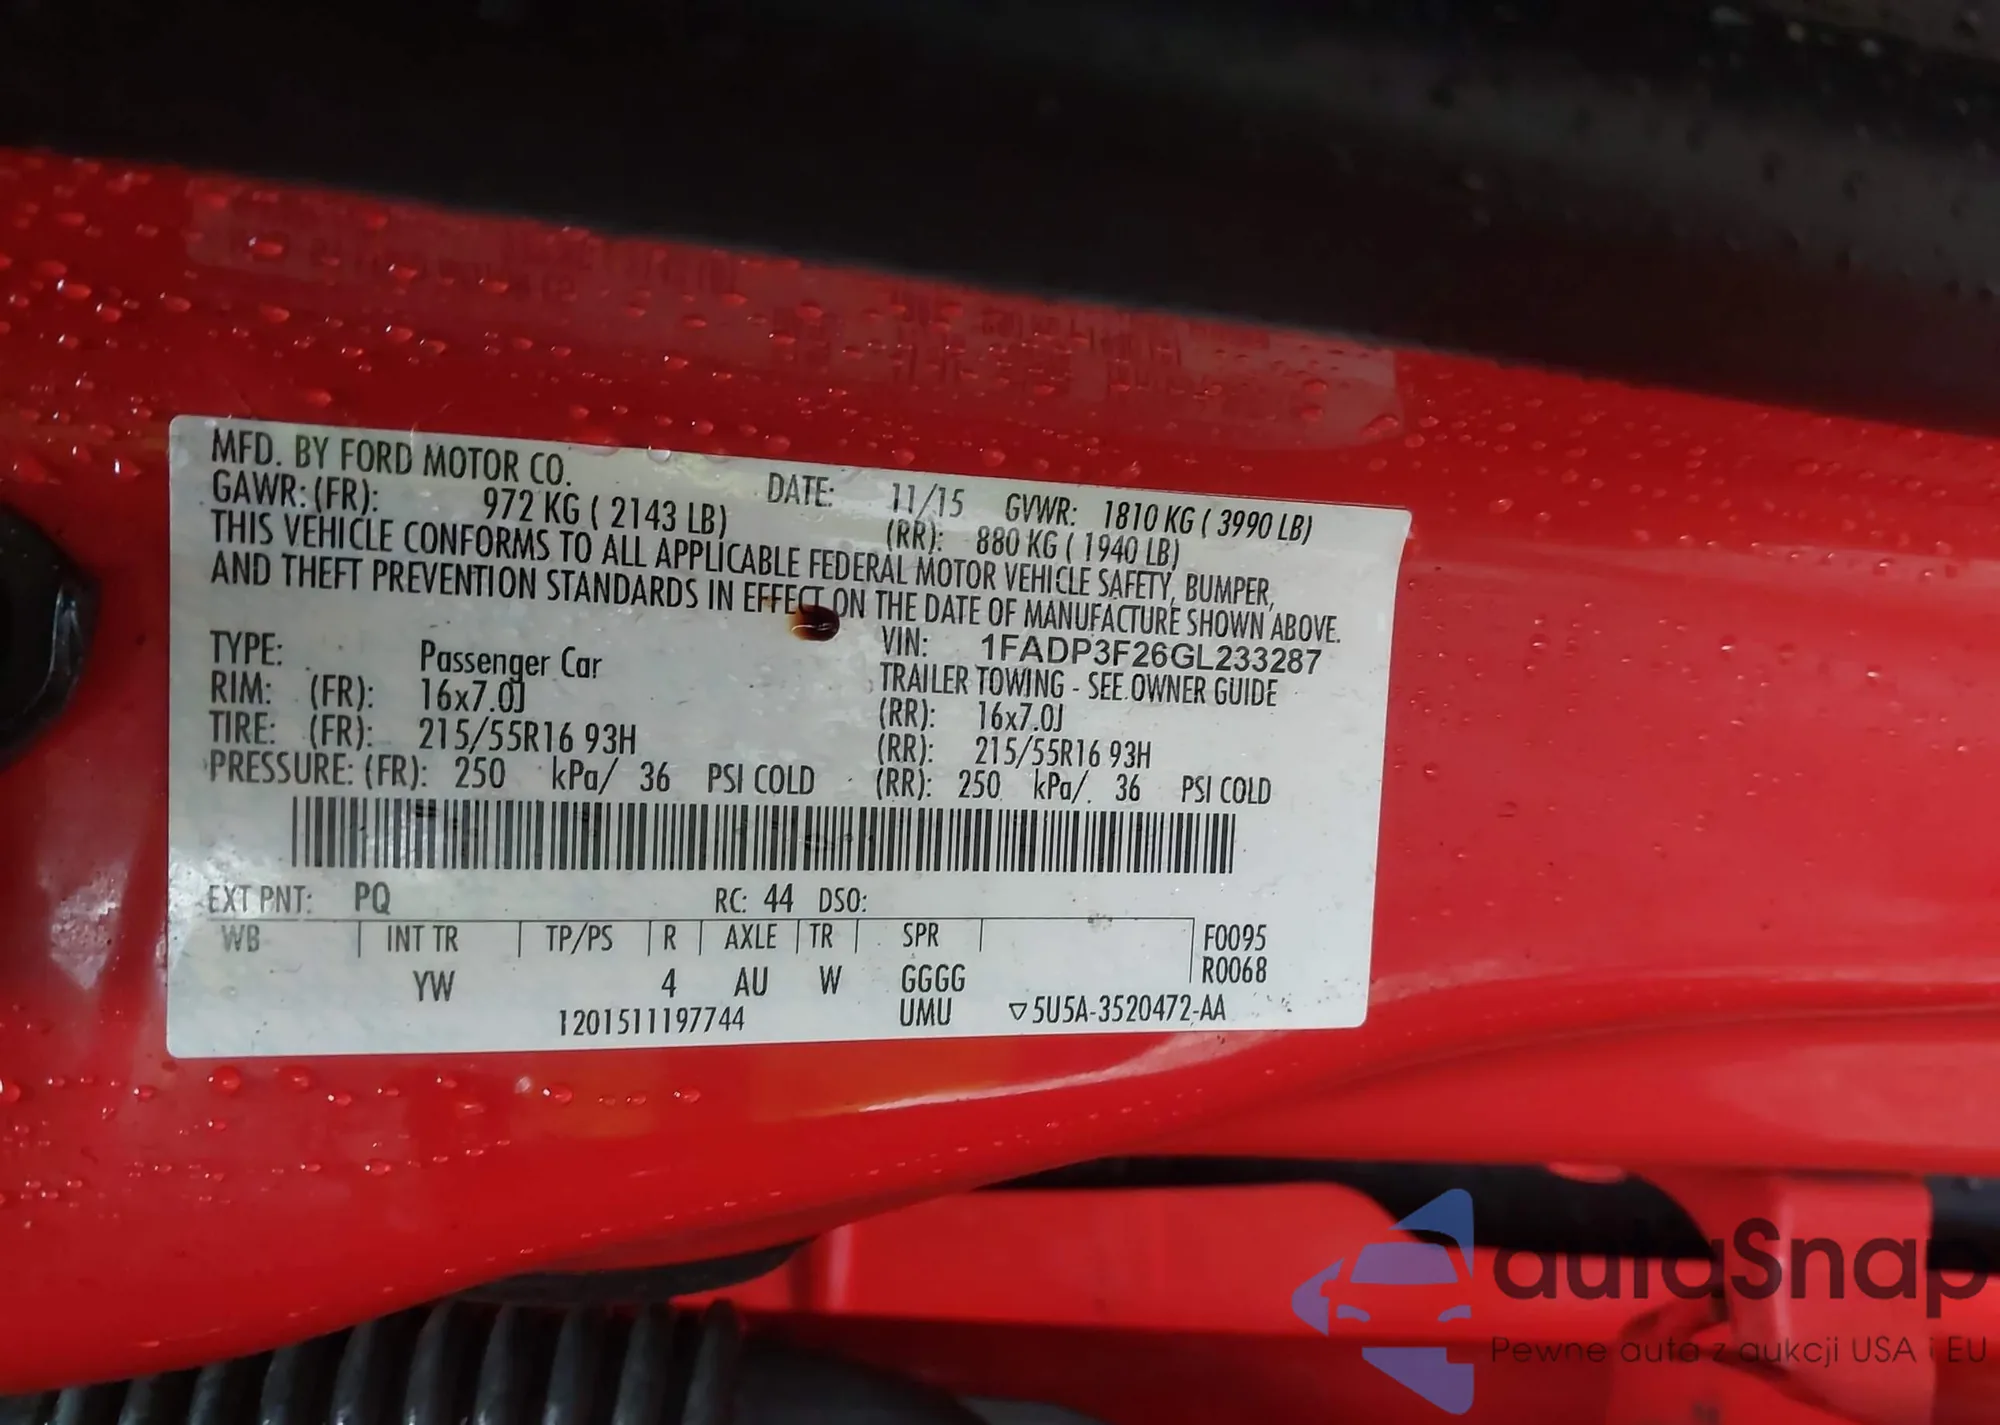 MFD. BY FORD MOTOR CO. DATE: 11/15 GVWR: 1810 KG ( 3990 LB)
GAWR: (FR): 972 KG ( 2143 LB) (RR): 880 KG ( 1940 LB)
THIS VEHICLE CONFORMS TO ALL APPLICABLE FEDERAL MOTOR VEHICLE SAFETY, BUMPER,
AND THEFT PREVENTION STANDARDS IN EFFECT ON THE DATE OF MANUFACTURE SHOWN ABOVE.
VIN: 1FADP3F26GL233287
TYPE: Passenger Car TRAILER TOWING - SEE OWNER GUIDE
RIM: (FR): 16x7.0J (RR): 16x7.0J
TIRE: (FR): 215/55R16 93H (RR): 215/55R16 93H
PRESSURE: (FR): 250 kPa/ 36 PSI COLD (RR): 250 kPa/ 36 PSI COLD
EXT PNT: PQ RC: 44 DSO:
WB INT TR TP/PS R AXLE TR SPR F0095
YW 4 AU W GGGG R0068
1201511197744 UMU ▽5U5A-3520472-AA
autaSnap
Pewne auta z aukcji USA i EU